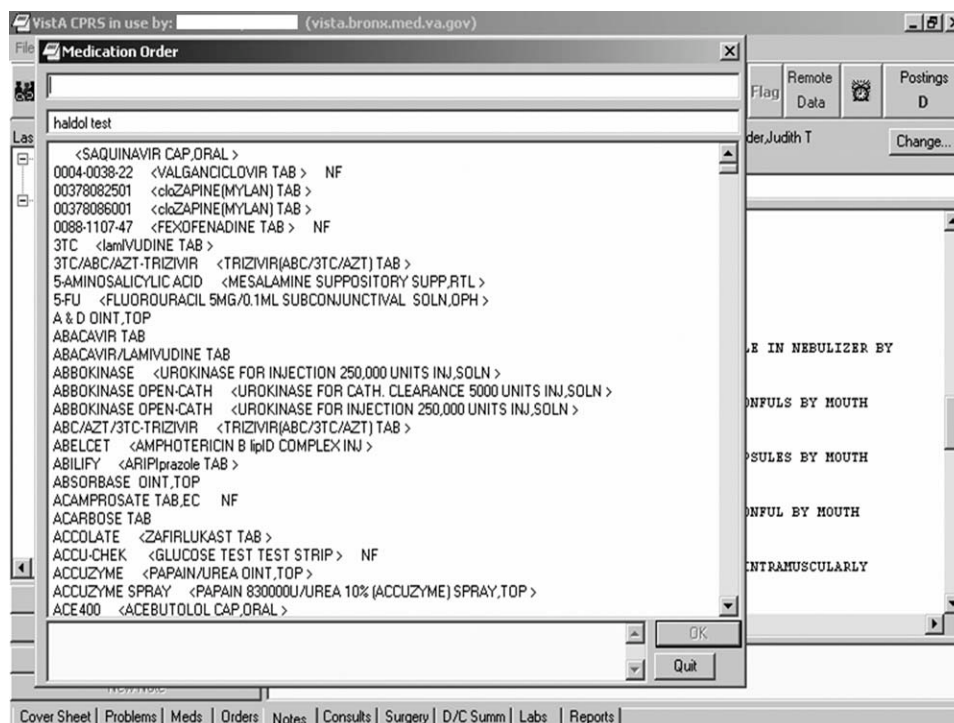 VistA CPRS in use by: (vista.bronx.med.va.gov)
File
Medication Order
Flag
Remote Data
Postings
D
haldol test
Las
der,Judith T
Change...
<SAQUINAVIR CAP,ORAL>
0004-0038-22 <VALGANCICLOVIR TAB> NF
00378082501 <cloZAPINE(MYLAN) TAB>
00378086001 <cloZAPINE(MYLAN) TAB>
0088-1107-47 <FEXOFENADINE TAB> NF
3TC <lamIVUDINE TAB>
3TC/ABC/AZT-TRIZIVIR <TRIZIVIR(ABC/3TC/AZT) TAB>
5-AMINOSALICYLIC ACID <MESALAMINE SUPPOSITORY SUPP,RTL>
5-FU <FLUOROURACIL 5MG/0.1ML SUBCONJUNCTIVAL SOLN,OPH>
A & D OINT,TOP
ABACAVIR TAB
ABACAVIR/LAMIVUDINE TAB
ABBOKINASE <UROKINASE FOR INJECTION 250,000 UNITS INJ,SOLN>
ABBOKINASE OPEN-CATH <UROKINASE FOR CATH. CLEARANCE 5000 UNITS INJ,SOLN>
ABBOKINASE OPEN-CATH <UROKINASE FOR INJECTION 250,000 UNITS INJ,SOLN>
ABC/AZT/3TC-TRIZIVIR <TRIZIVIR(ABC/3TC/AZT) TAB>
ABELCET <AMPHOTERICIN B lipID COMPLEX INJ>
ABILIFY <ARIPIprazole TAB>
ABSORBASE OINT,TOP
ACAMPROSATE TAB,EC NF
ACARBOSE TAB
ACCOLATE <ZAFIRLUKAST TAB>
ACCU-CHEK <GLUCOSE TEST TEST STRIP> NF
ACCUZYME <PAPAIN/UREA OINT,TOP>
ACCUZYME SPRAY <PAPAIN 830000U/UREA 10% (ACCUZYME) SPRAY,TOP>
ACE400 <ACEBUTOLOL CAP,ORAL>
LE IN NEBULIZER BY
ONFULS BY MOUTH
PSULES BY MOUTH
ONFUL BY MOUTH
INTRAMUSCULARLY
OK
Quit
New Note
Cover Sheet Problems Meds Orders Notes Consults Surgery D/C Summ Labs Reports